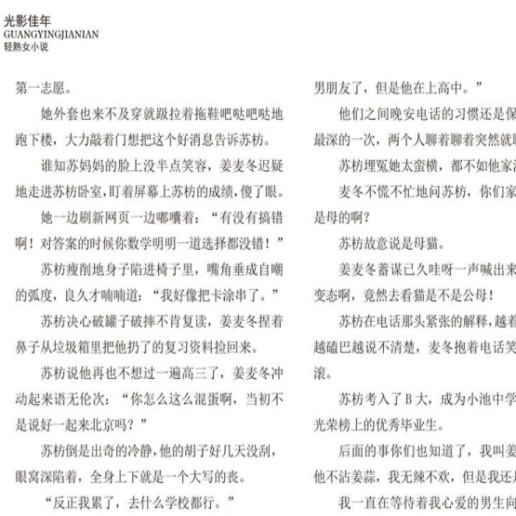 光影佳年
GUANGYINGJIANIAN
轻熟女小说
第一志愿。
她外套也来不及穿就趿拉着拖鞋吧哒吧哒地
跑下楼，大力敲着门想把这个好消息告诉苏枋。
谁知苏妈妈的脸上没半点笑容，姜麦冬迟疑
地走进苏枋卧室，盯着屏幕上苏枋的成绩，傻了眼。
她一边刷新网页一边嘟囔着：“有没有搞错
啊！对答案的时候你数学明明一道选择都没错！”
苏枋瘦削地身子陷进椅子里，嘴角垂成自嘲
的弧度，良久才喃喃道：“我好像把卡涂串了。”
苏枋决心破罐子破摔不肯复读，姜麦冬捏着
鼻子从垃圾箱里把他扔了的复习资料捡回来。
苏枋说他再也不想过一遍高三了，姜麦冬冲
动起来语无伦次：“你怎么这么混蛋啊，当初不
是说好一起来北京吗？”
苏枋倒是出奇的冷静，他的胡子好几天没刮，
眼窝深陷着，全身上下就是一个大写的丧。
“反正我累了，去什么学校都行。”
男朋友了，但是他在上高中。”
他们之间晚安电话的习惯还是保
最深的一次，两个人聊着聊着突然就
苏枋埋冤她太蛮横，都不如他家
麦冬不慌不忙地问苏枋，你们家
是母的啊？
苏枋故意说是母猫。
姜麦冬蓄谋已久哇呀一声喊出来
变态啊，竟然去看猫是不是公母！
苏枋在电话那头紧张的解释，越着
越磕巴越说不清楚，麦冬抱着电话笑
滚。
苏枋考入了 B 大，成为小池中学
光荣榜上的优秀毕业生。
后面的事你们也知道了，我叫姜
他不沾姜蒜，我无辣不欢，但是我还是
我一直在等待着我心爱的男生向